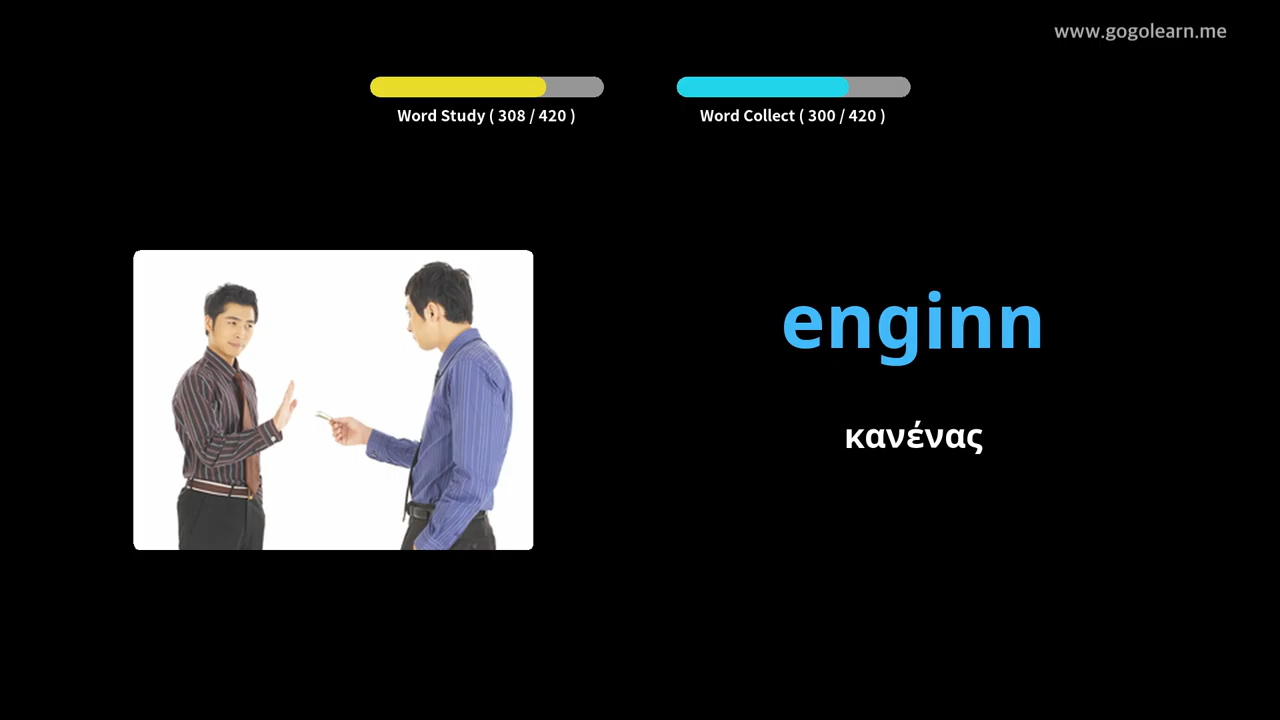 www.gogolearn.me
Word Study ( 308 / 420 )
Word Collect ( 300 / 420 )
enginn
κανένας